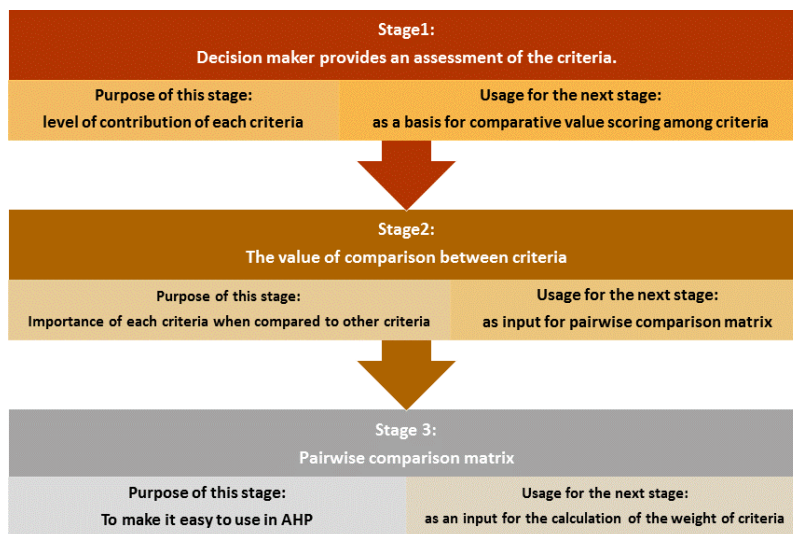 Stage1:
Decision maker provides an assessment of the criteria.
Purpose of this stage:
level of contribution of each criteria
Usage for the next stage:
as a basis for comparative value scoring among criteria
Stage2:
The value of comparison between criteria
Purpose of this stage:
Importance of each criteria when compared to other criteria
Usage for the next stage:
as input for pairwise comparison matrix
Stage 3:
Pairwise comparison matrix
Purpose of this stage:
To make it easy to use in AHP
Usage for the next stage:
as an input for the calculation of the weight of criteria